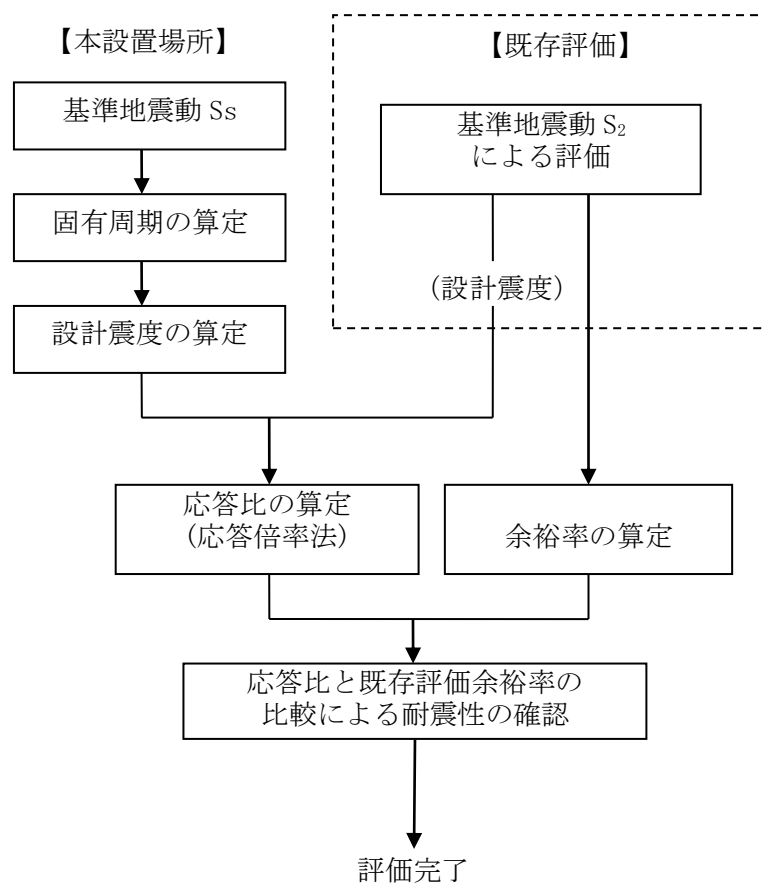 【本設置場所】
基準地震動 Ss
固有周期の算定
設計震度の算定
【既存評価】
基準地震動 S₂
による評価
(設計震度)
応答比の算定
(応答倍率法)
余裕率の算定
応答比と既存評価余裕率の
比較による耐震性の確認
評価完了